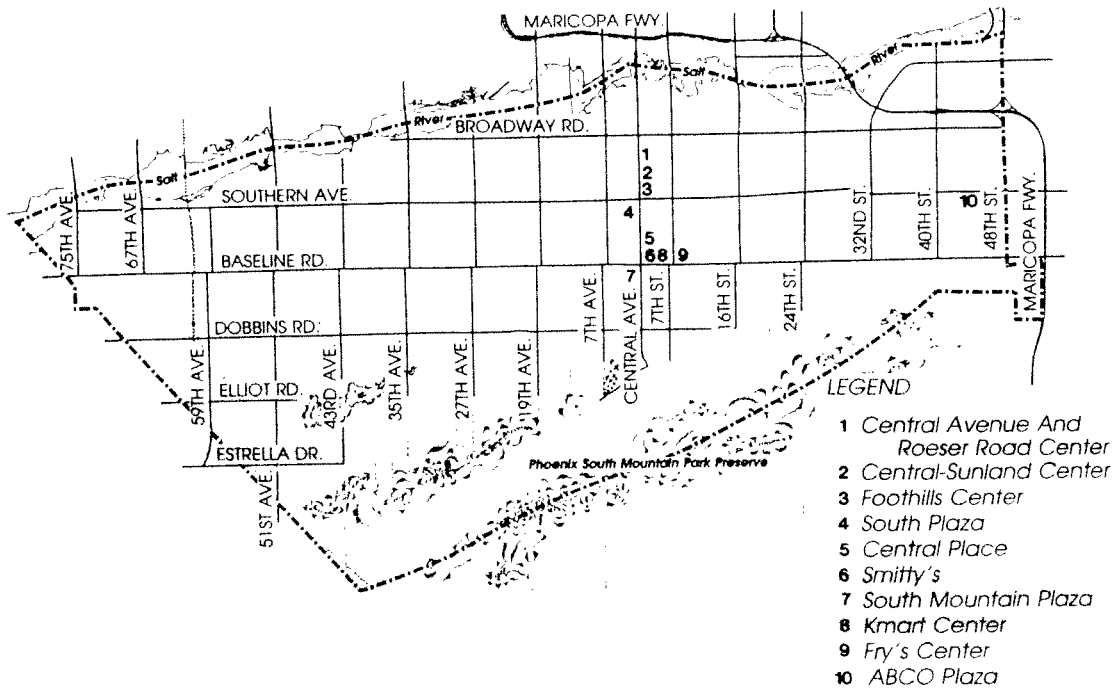 MARICOPA FWY.
River
Salt
River
BROADWAY RD.
1
2
Salt
3
SOUTHERN AVE.
4
10
75TH AVE.
67TH AVE.
32ND ST.
40TH ST.
48TH ST.
MARICOPA FWY.
5
BASELINE RD.
6 8 9
7
7TH AVE.
CENTRAL AVE.
7TH ST.
16TH ST.
24TH ST.
DOBBINS RD.
59TH AVE.
43RD AVE.
35TH AVE.
27TH AVE.
19TH AVE.
ELLIOT RD.
ESTRELLA DR.
51ST AVE.
Phoenix South Mountain Park Preserve
LEGEND
1 Central Avenue And
Roeser Road Center
2 Central-Sunland Center
3 Foothills Center
4 South Plaza
5 Central Place
6 Smitty's
7 South Mountain Plaza
8 Kmart Center
9 Fry's Center
10 ABCO Plaza